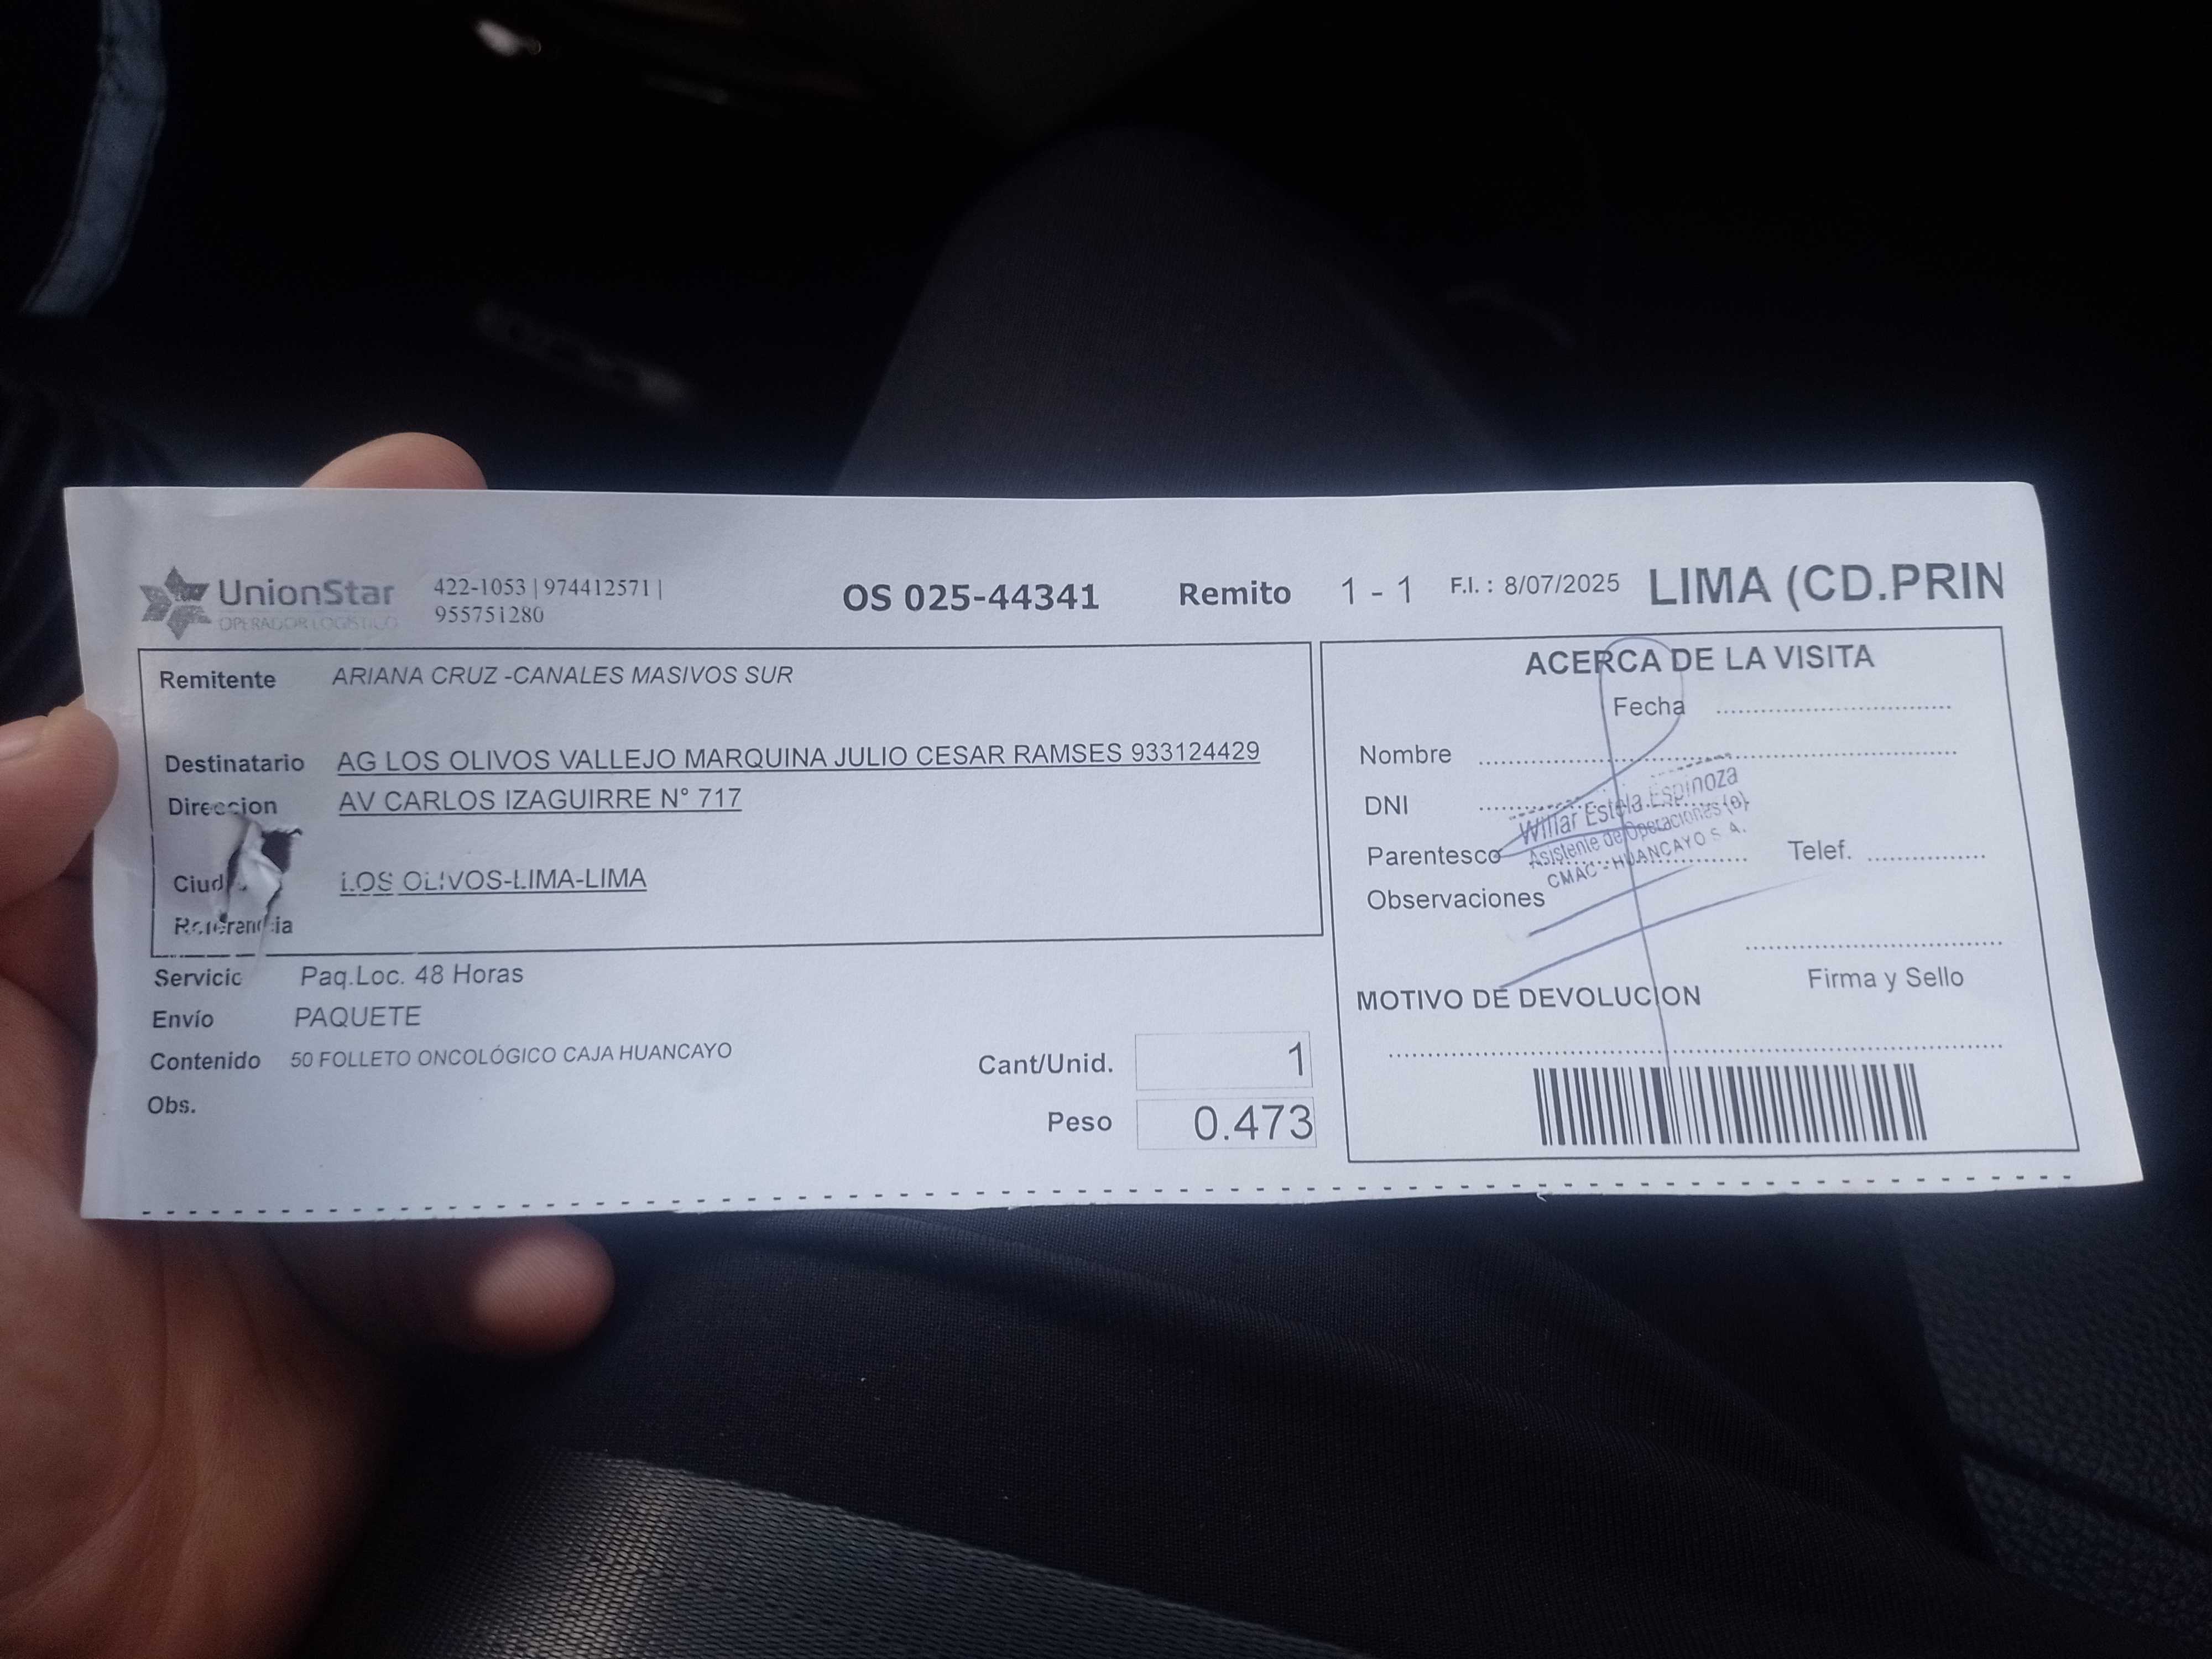 UnionStar
OPERADOR LOGÍSTICO
422-1053 | 974412571 |
955751280
OS 025-44341 Remito 1 - 1 F.I. : 8/07/2025 LIMA (CD.PRIN
Remitente ARIANA CRUZ -CANALES MASIVOS SUR
Destinatario AG LOS OLIVOS VALLEJO MARQUINA JULIO CESAR RAMSES 933124429
Direccion AV CARLOS IZAGUIRRE N° 717
Ciud LOS OLIVOS-LIMA-LIMA
Referencia
Servicio Paq.Loc. 48 Horas
Envío PAQUETE
Contenido 50 FOLLETO ONCOLÓGICO CAJA HUANCAYO
Obs.
Cant/Unid. 1
Peso 0.473
ACERCA DE LA VISITA
Fecha
Nombre
DNI
Parentesco
Telef.
Observaciones
Willar Estela Espinoza
Asistente de Operaciones (e)
CMAC - HUANCAYO S.A.
Firma y Sello
MOTIVO DE DEVOLUCION